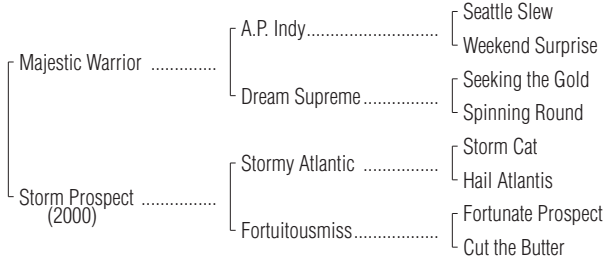 Seattle Slew
A.P. Indy..........................
Weekend Surprise
Majestic Warrior ..............
Seeking the Gold
Dream Supreme................
Spinning Round
Storm Cat
Stormy Atlantic ................
Hail Atlantis
Storm Prospect ................
(2000)
Fortunate Prospect
Fortuitousmiss..................
Cut the Butter